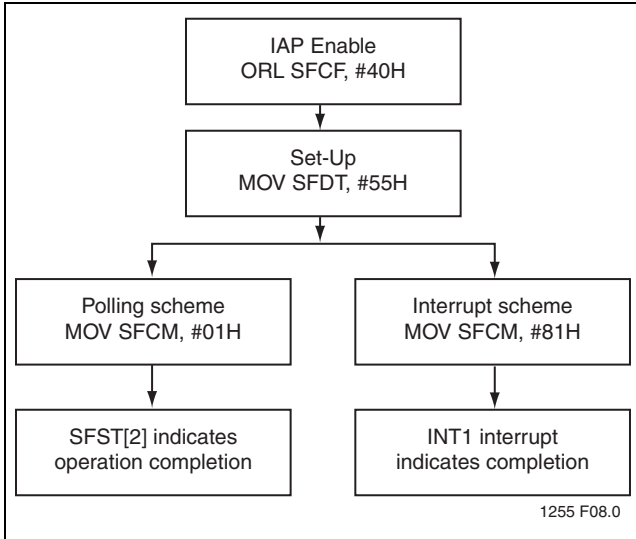 IAP Enable
ORL SFCF, #40H
Set-Up
MOV SFDT, #55H
Polling scheme
MOV SFCM, #01H
Interrupt scheme
MOV SFCM, #81H
SFST[2] indicates
operation completion
INT1 interrupt
indicates completion
1255 F08.0